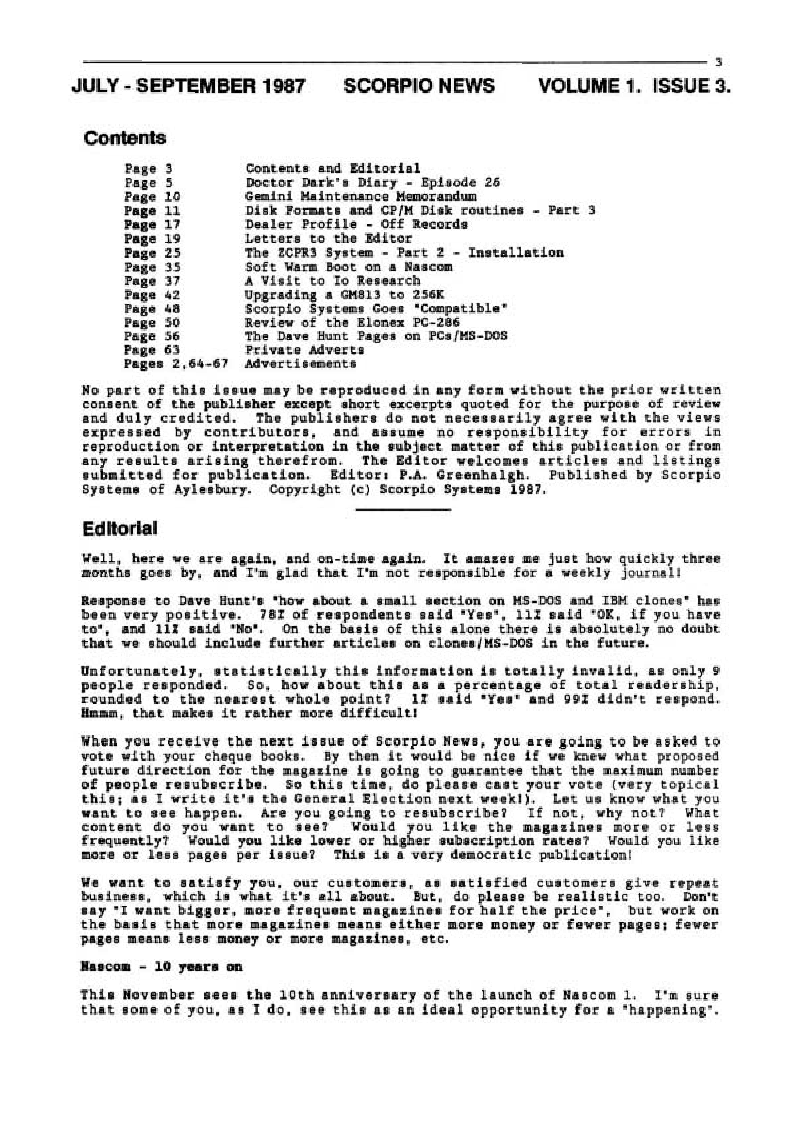 3
JULY - SEPTEMBER 1987 SCORPIO NEWS VOLUME 1. ISSUE 3.
Contents
Page 3 Contents and Editorial
Page 5 Doctor Dark's Diary - Episode 26
Page 10 Gemini Maintenance Memorandum
Page 11 Disk Formats and CP/M Disk routines - Part 3
Page 17 Dealer Profile - Off Records
Page 19 Letters to the Editor
Page 25 The ZCPR3 System - Part 2 - Installation
Page 35 Soft Warm Boot on a Nascom
Page 37 A Visit to Io Research
Page 42 Upgrading a GM813 to 256K
Page 48 Scorpio Systems Goes "Compatible"
Page 50 Review of the Elonex PC-286
Page 56 The Dave Hunt Pages on PCs/MS-DOS
Page 63 Private Adverts
Pages 2,64-67 Advertisements
No part of this issue may be reproduced in any form without the prior written
consent of the publisher except short excerpts quoted for the purpose of review
and duly credited. The publishers do not necessarily agree with the views
expressed by contributors, and assume no responsibility for errors in
reproduction or interpretation in the subject matter of this publication or from
any results arising therefrom. The Editor welcomes articles and listings
submitted for publication. Editor: P.A. Greenhalgh. Published by Scorpio
Systems of Aylesbury. Copyright (c) Scorpio Systems 1987.
Editorial
Well, here we are again, and on-time again. It amazes me just how quickly three
months goes by, and I'm glad that I'm not responsible for a weekly journal!
Response to Dave Hunt's "how about a small section on MS-DOS and IBM clones" has
been very positive. 78% of respondents said "Yes", 11% said "OK, if you have
to", and 11% said "No". On the basis of this alone there is absolutely no doubt
that we should include further articles on clones/MS-DOS in the future.
Unfortunately, statistically this information is totally invalid, as only 9
people responded. So, how about this as a percentage of total readership,
rounded to the nearest whole point? 1% said "Yes" and 99% didn't respond.
Hmmm, that makes it rather more difficult!
When you receive the next issue of Scorpio News, you are going to be asked to
vote with your cheque books. By then it would be nice if we knew what proposed
future direction for the magazine is going to guarantee that the maximum number
of people resubscribe. So this time, do please cast your vote (very topical
this; as I write it's the General Election next week!). Let us know what you
want to see happen. Are you going to resubscribe? If not, why not? What
content do you want to see? Would you like the magazines more or less
frequently? Would you like lower or higher subscription rates? Would you like
more or less pages per issue? This is a very democratic publication!
We want to satisfy you, our customers, as satisfied customers give repeat
business, which is what it's all about. But, do please be realistic too. Don't
say "I want bigger, more frequent magazines for half the price", but work on
the basis that more magazines means either more money or fewer pages; fewer
pages means less money or more magazines, etc.
Nascom - 10 years on
This November sees the 10th anniversary of the launch of Nascom 1. I'm sure
that some of you, as I do, see this as an ideal opportunity for a "happening".